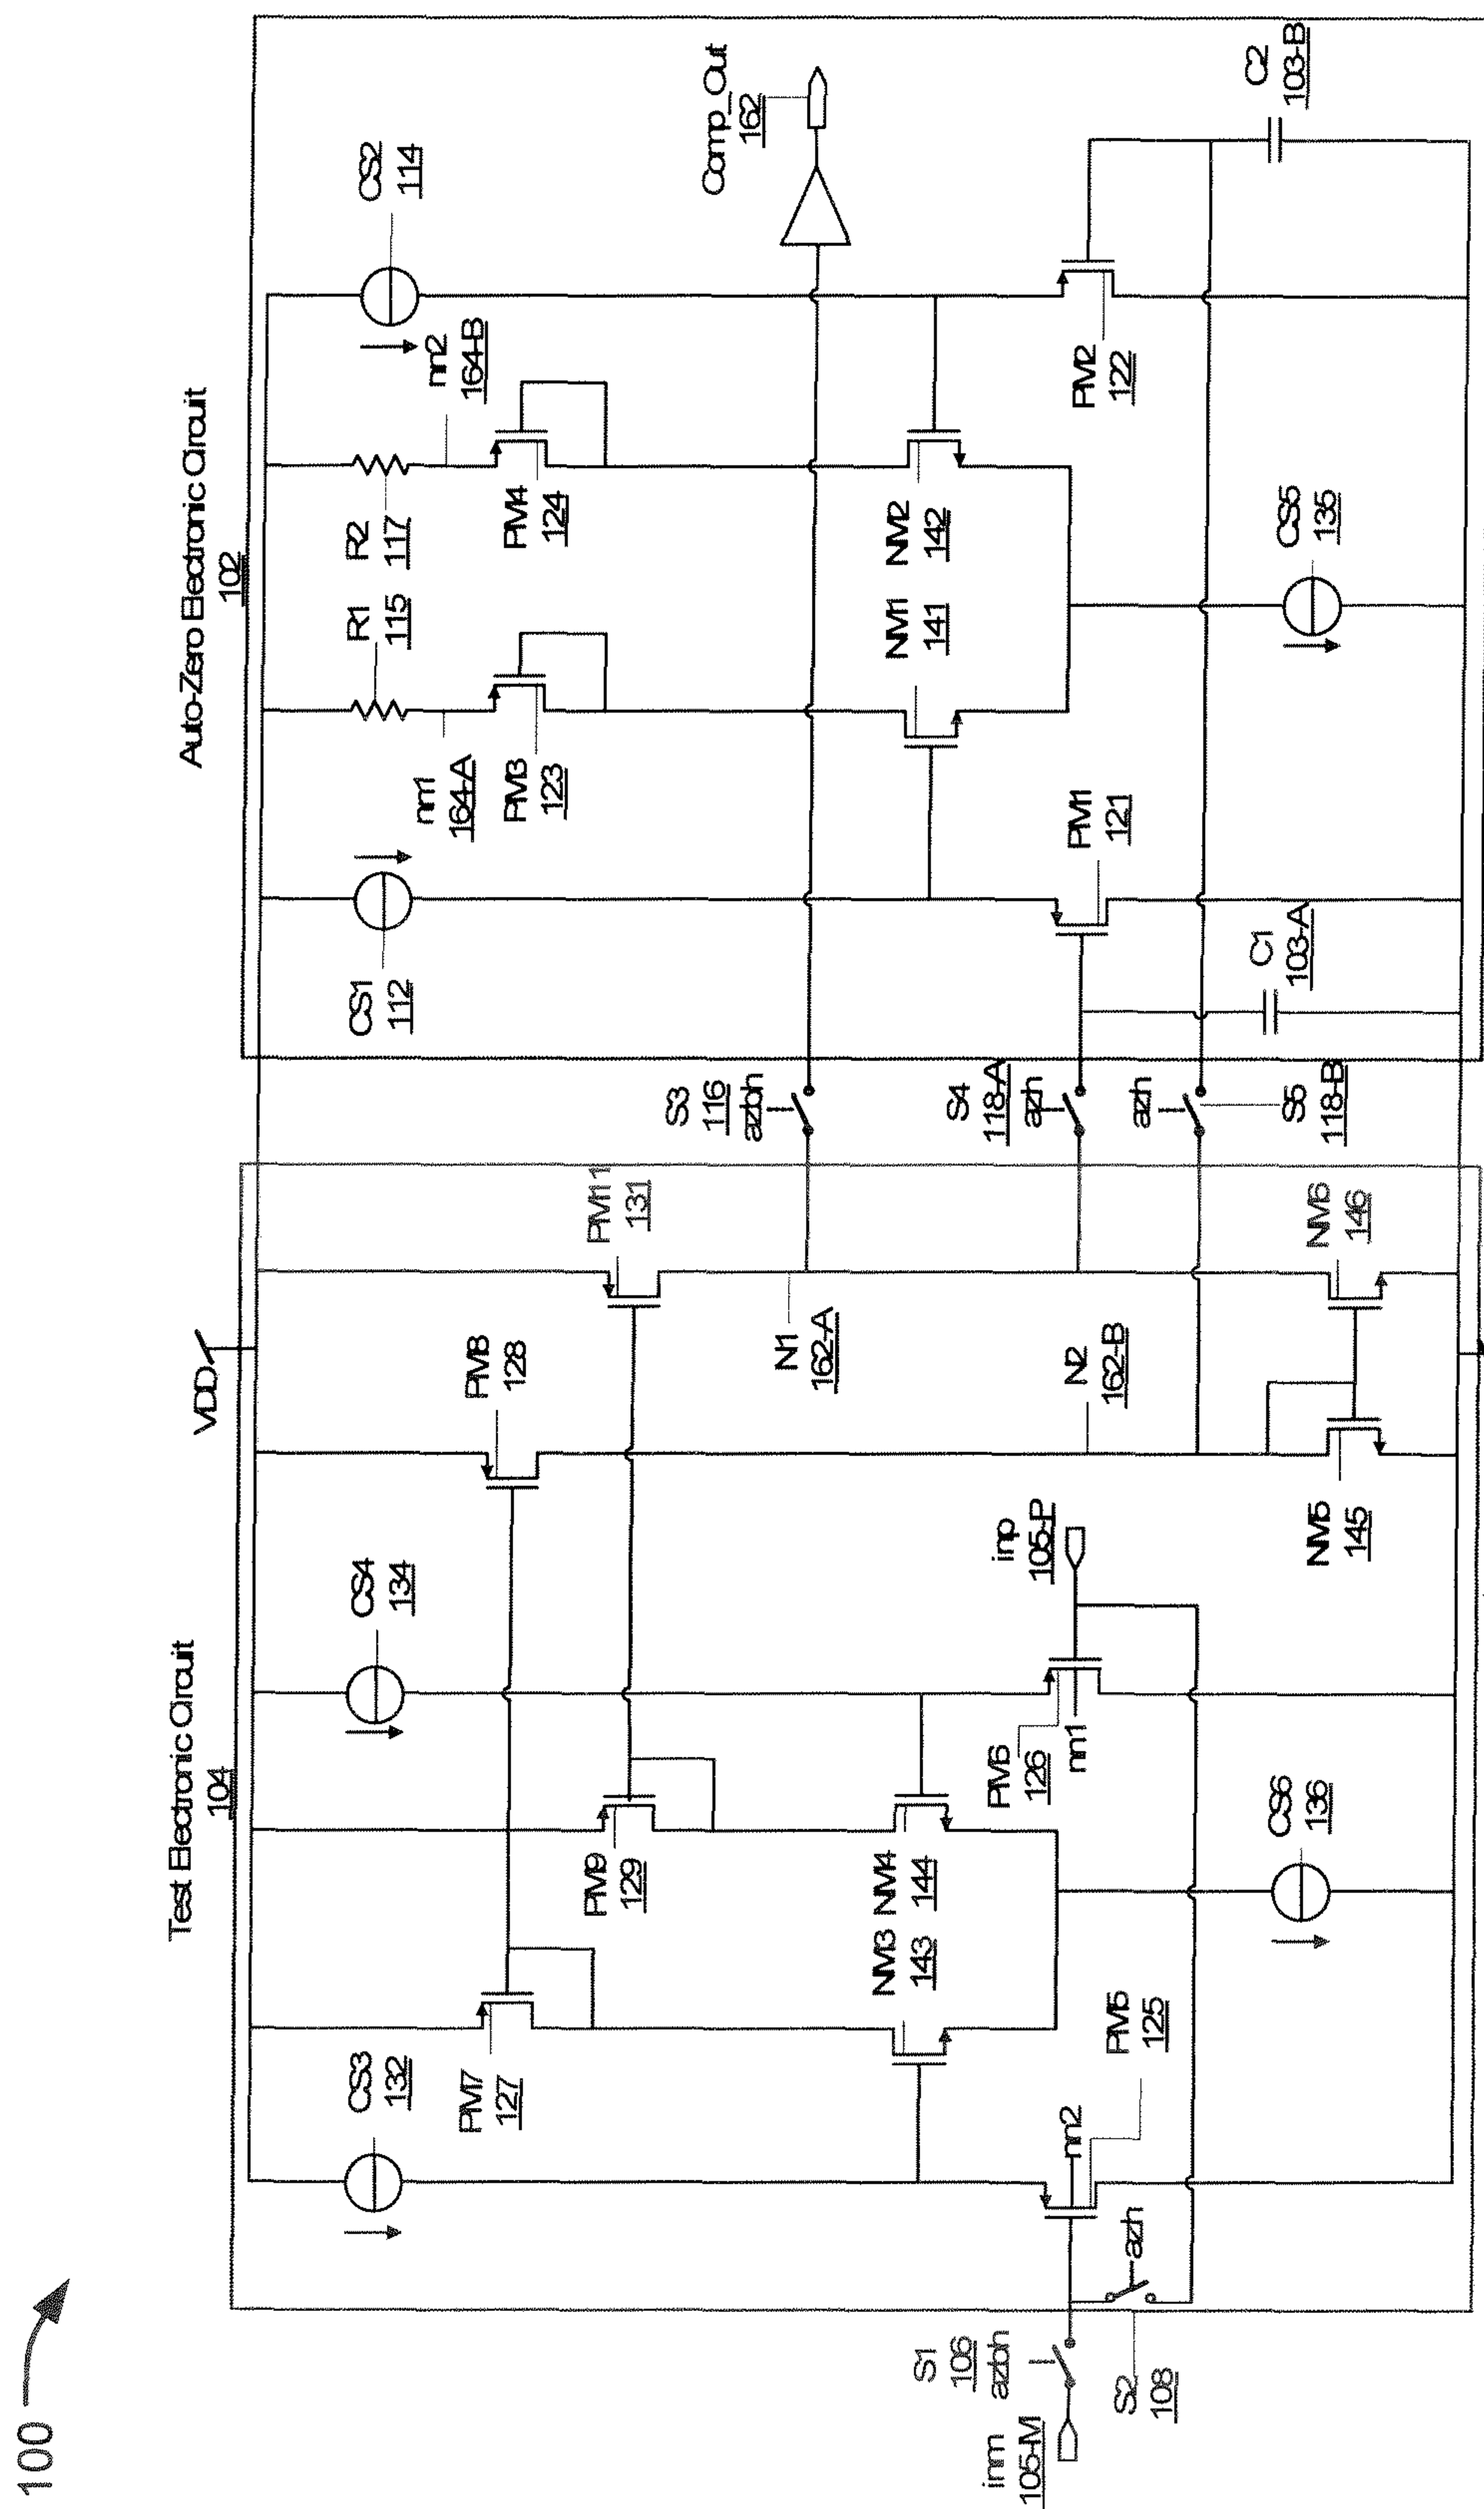 100
Test Electronic Circuit
104
VDD
Auto-Zero Electronic Circuit
102
CS3
132
PM7
127
CS4
134
PM9
129
PM8
128
PM11
131
NM3
143
NM4
144
PM5
125
nn2
PM6
126
nn1
inp
105-P
CS6
136
N1
162-A
N2
162-B
NM5
145
NM6
146
inm
105-M
S1
106
azbh
S2
108
azh
S3
116
azbh
S4
118-A
azh
azh
S5
118-B
CS1
112
nn1
164-A
R1
115
PM3
123
R2
117
nn2
164-B
PM4
124
CS2
114
Comp_Out
162
NM1
141
NM2
142
PM1
121
PM2
122
C1
103-A
CS5
135
C2
103-B